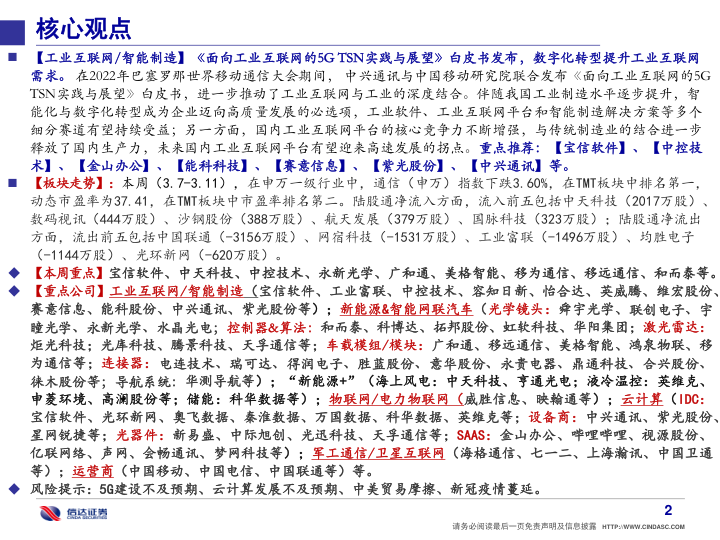 核心观点
【工业互联网/智能制造】《面向工业互联网的5G TSN实践与展望》白皮书发布，数字化转型提升工业互联网
需求。 在2022年巴塞罗那世界移动通信大会期间， 中兴通讯与中国移动研究院联合发布《面向工业互联网的5G
TSN实践与展望》白皮书，进一步推动了工业互联网与工业的深度结合。伴随我国工业制造水平逐步提升，智
能化与数字化转型成为企业迈向高质量发展的必选项，工业软件、工业互联网平台和智能制造解决方案等多个
细分赛道有望持续受益；另一方面，国内工业互联网平台的核心竞争力不断增强，与传统制造业的结合进一步
释放了国内生产力，未来国内工业互联网平台有望迎来高速发展的拐点。重点推荐：【宝信软件】、【中控技
术】、【金山办公】、【能科科技】、【赛意信息】、【紫光股份】、【中兴通讯】等。
【板块走势】：本周（3.7-3.11），在申万一级行业中，通信（申万）指数下跌3.60%，在TMT板块中排名第一，
动态市盈率为37.41，在TMT板块中市盈率排名第二。陆股通净流入方面，流入前五包括中天科技（2017万股）、
数码视讯（444万股）、沙钢股份（388万股）、航天发展（379万股）、国脉科技（323万股）；陆股通净流出
方面，流出前五包括中国联通（-3156万股）、网宿科技（-1531万股）、工业富联（-1496万股）、均胜电子
（-1144万股）、光环新网（-620万股）。
【本周重点】宝信软件、中天科技、中控技术、永新光学、广和通、美格智能、移为通信、移远通信、和而泰等。
【重点公司】工业互联网/智能制造（宝信软件、工业富联、中控技术、容知日新、怡合达、英威腾、维宏股份、
赛意信息、能科股份、中兴通讯、紫光股份等）；新能源&智能网联汽车（光学镜头：舜宇光学、联创电子、宇
瞳光学、永新光学、水晶光电；控制器&算法：和而泰、科博达、拓邦股份、虹软科技、华阳集团；激光雷达：
炬光科技；光库科技、腾景科技、天孚通信等；车载模组/模块：广和通、移远通信、美格智能、鸿泉物联、移
为通信等；连接器：电连技术、瑞可达、得润电子、胜蓝股份、意华股份、永贵电器、鼎通科技、合兴股份、
徕木股份等；导航系统：华测导航等）；“新能源+”（海上风电：中天科技、亨通光电；液冷温控：英维克、
申菱环境、高澜股份等；储能：科华数据等）；物联网/电力物联网（威胜信息、映翰通等）；云计算（IDC：
宝信软件、光环新网、奥飞数据、秦淮数据、万国数据、科华数据、英维克等；设备商：中兴通讯、紫光股份、
星网锐捷等；光器件：新易盛、中际旭创、光迅科技、天孚通信等；SAAS：金山办公、哔哩哔哩、视源股份、
亿联网络、声网、会畅通讯、梦网科技等）；军工通信/卫星互联网（海格通信、七一二、上海瀚讯、中国卫通
等）；运营商（中国移动、中国电信、中国联通等）等。
风险提示：5G建设不及预期、云计算发展不及预期、中美贸易摩擦、新冠疫情蔓延。
信达证券
CINDA SECURITIES
2
请务必阅读最后一页免责声明及信息披露 HTTP://WWW.CINDASC.COM